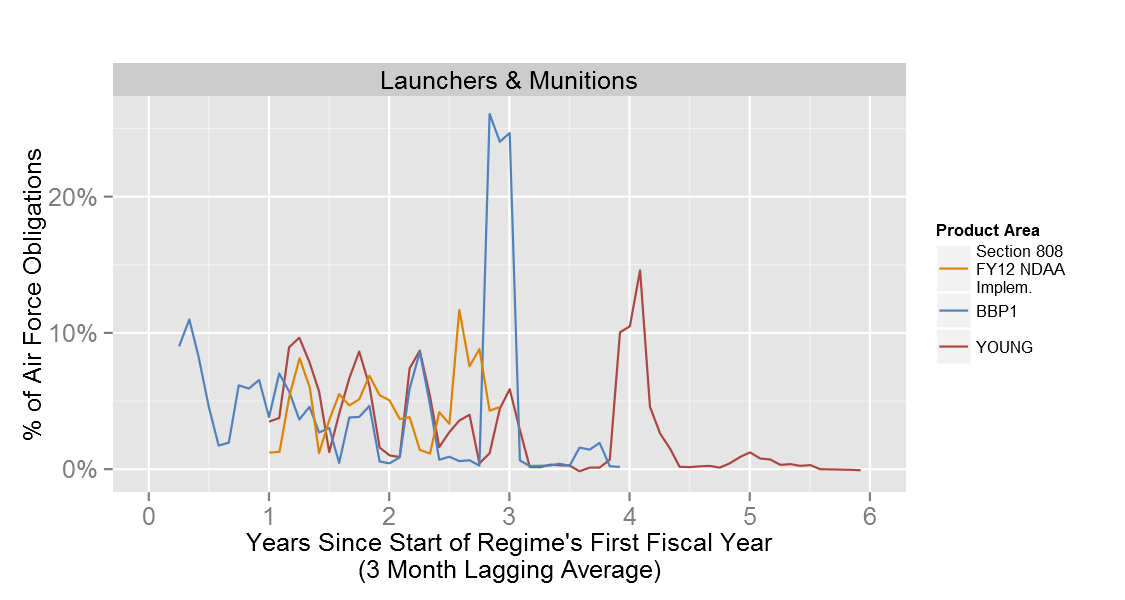 Launchers & Munitions
% of Air Force Obligations
20%
10%
0%
0 1 2 3 4 5 6
Years Since Start of Regime's First Fiscal Year
(3 Month Lagging Average)
Product Area
Section 808
FY12 NDAA
Implem.
BBP1
YOUNG